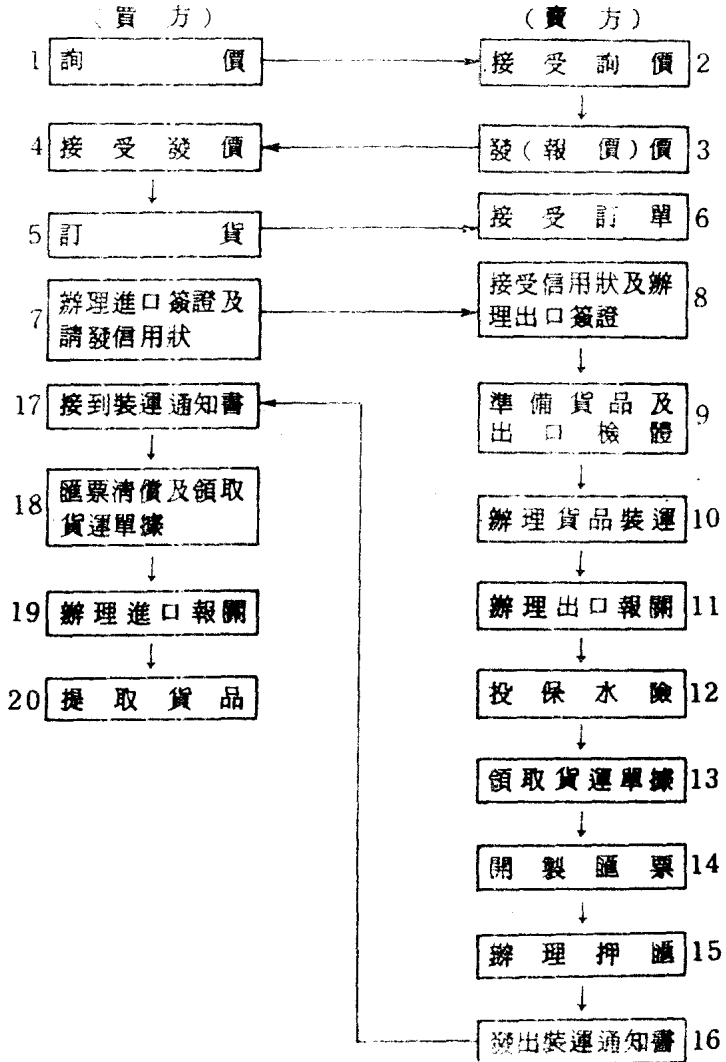 （買方）
（賣方）
1 詢價
接受詢價 2
4 接受發價
發（報價）價 3
5 訂貨
接受訂單 6
7 辦理進口簽證及
請發信用狀
接受信用狀及辦
理出口簽證 8
17 接到裝運通知書
準備貨品及
出口檢體 9
18 匯票清償及領取
貨運單據
辦理貨品裝運 10
19 辦理進口報關
辦理出口報關 11
20 提取貨品
投保水險 12
領取貨運單據 13
開製匯票 14
辦理押匯 15
發出裝運通知書 16